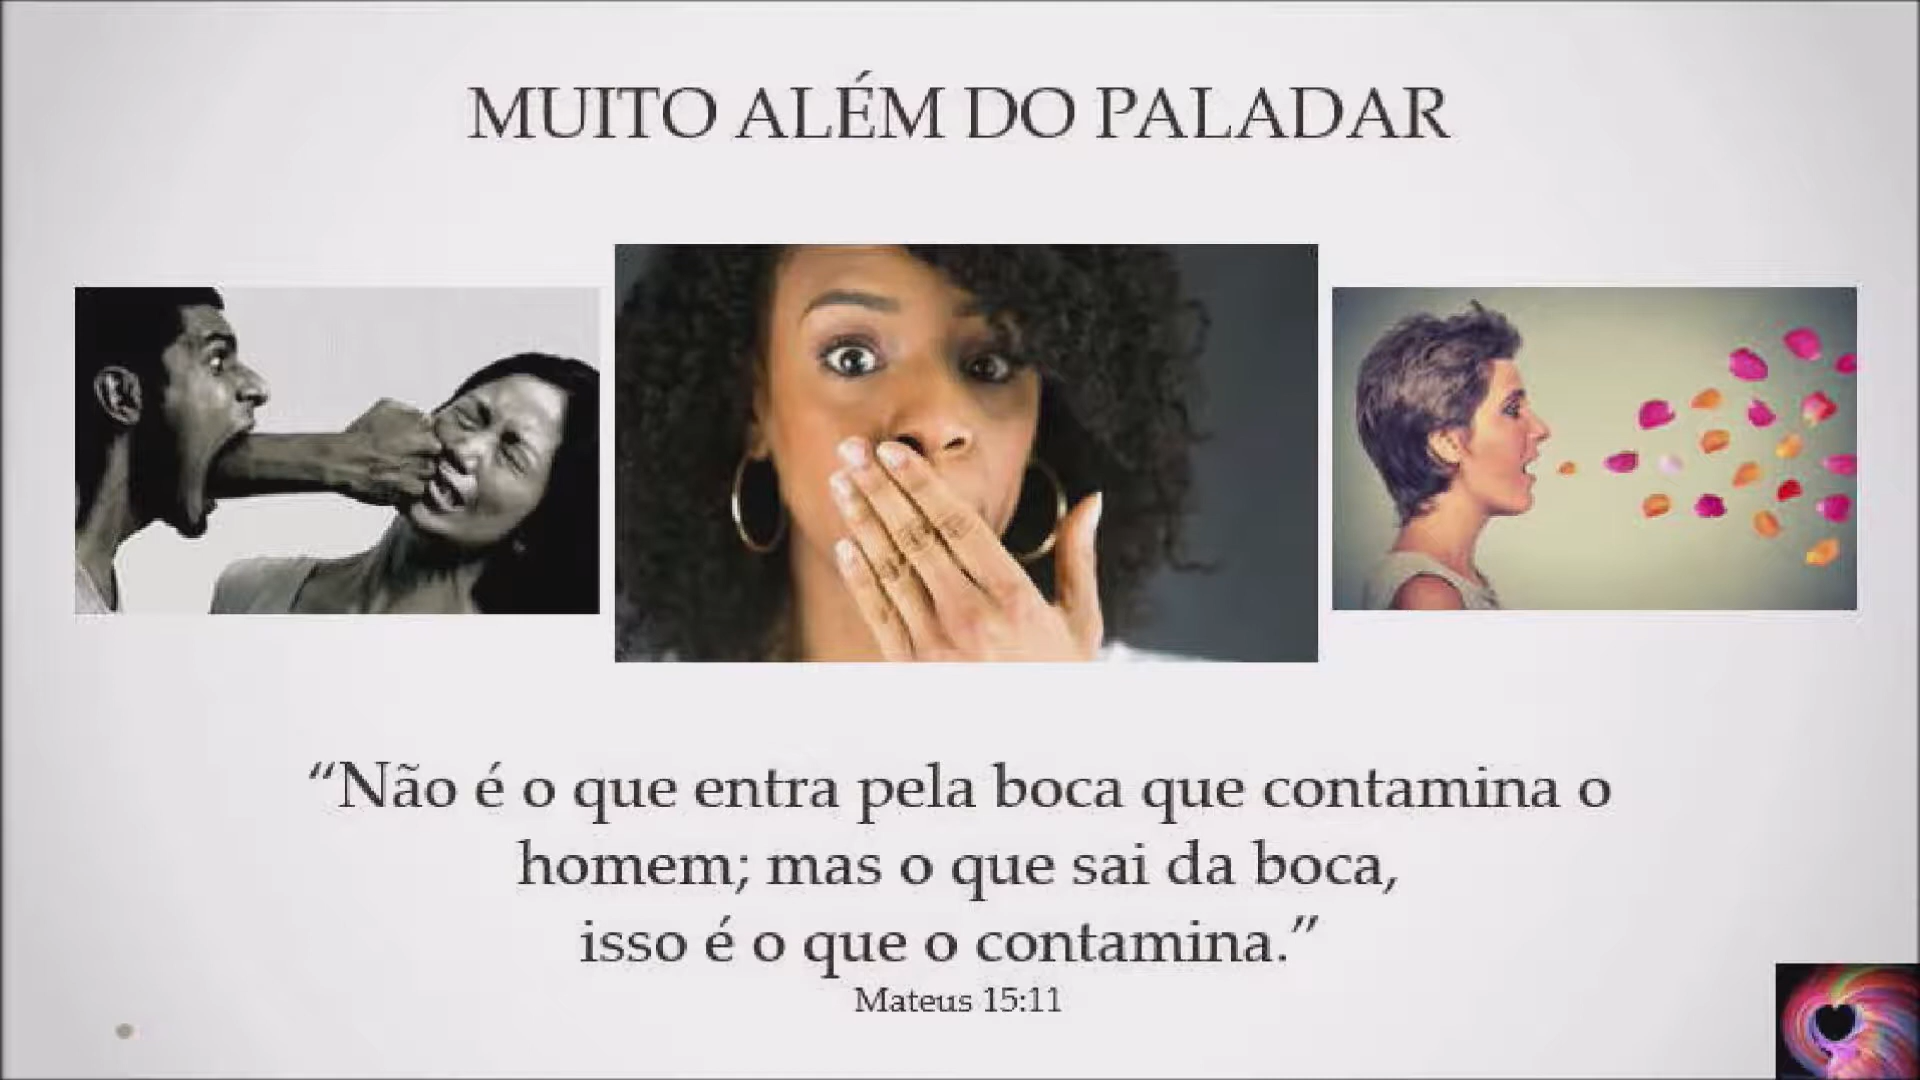 MUITO ALÉM DO PALADAR
“Não é o que entra pela boca que contamina o
homem; mas o que sai da boca,
isso é o que o contamina.”
Mateus 15:11